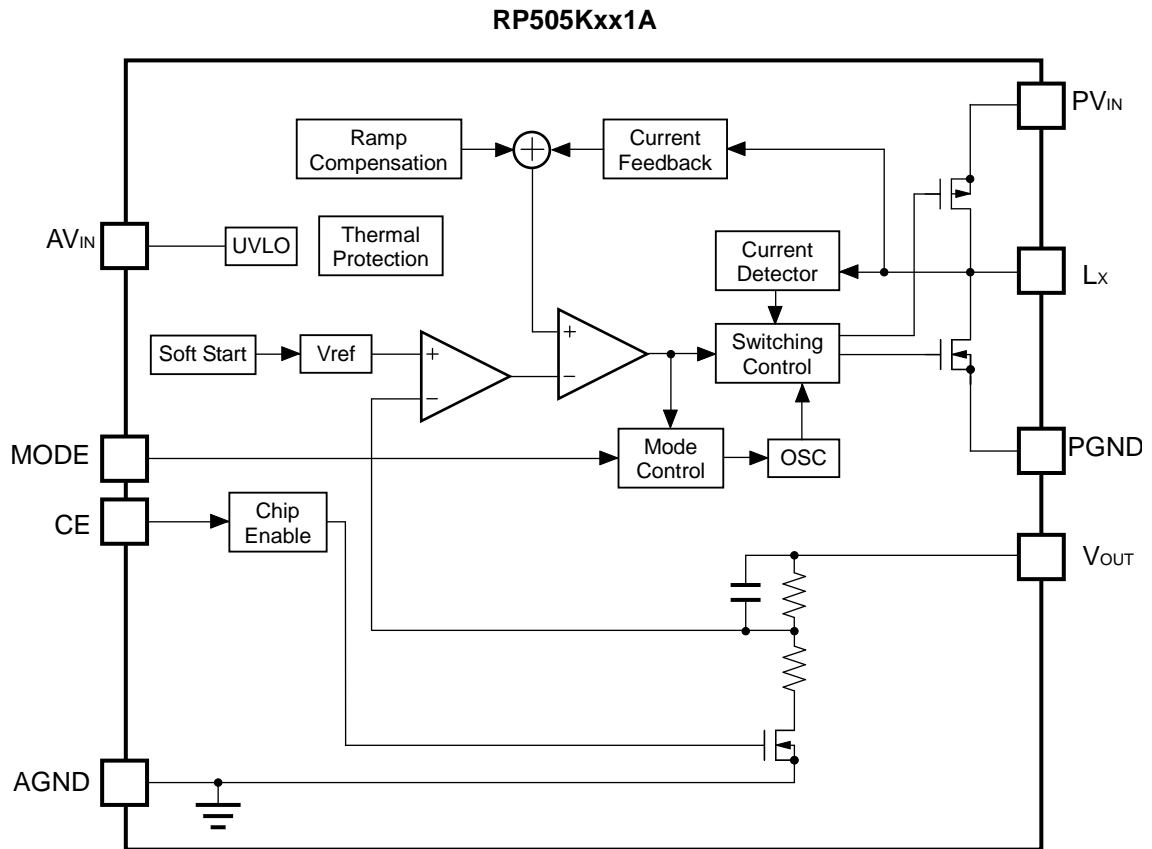 RP505Kxx1A
PVIN
Ramp
Compensation
+
Current
Feedback
AVIN
UVLO
Thermal
Protection
Current
Detector
LX
Soft Start
Vref
+
−
+
−
Switching
Control
MODE
Mode
Control
OSC
PGND
CE
Chip
Enable
VOUT
AGND